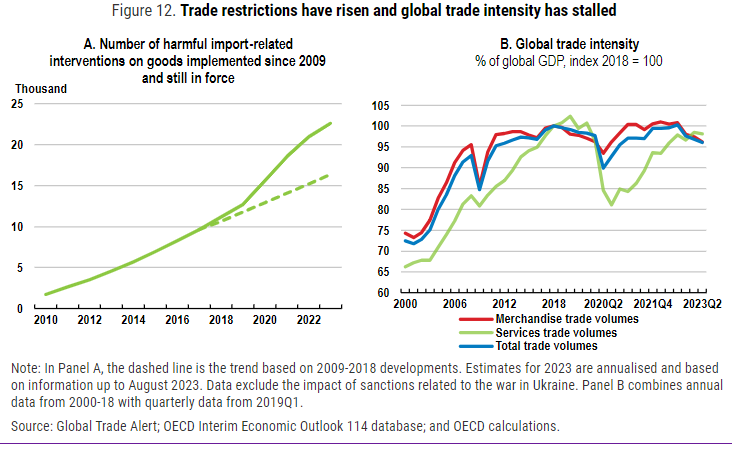 Figure 12. Trade restrictions have risen and global trade intensity has stalled
A. Number of harmful import-related
interventions on goods implemented since 2009
and still in force
Thousand
25
20
15
10
5
0
2010 2012 2014 2016 2018 2020 2022
B. Global trade intensity
% of global GDP, index 2018 = 100
105
100
95
90
85
80
75
70
65
60
2000 2006 2012 2018 2020Q2 2021Q4 2023Q2
Merchandise trade volumes
Services trade volumes
Total trade volumes
Note: In Panel A, the dashed line is the trend based on 2009-2018 developments. Estimates for 2023 are annualised and based
on information up to August 2023. Data exclude the impact of sanctions related to the war in Ukraine. Panel B combines annual
data from 2000-18 with quarterly data from 2019Q1.
Source: Global Trade Alert; OECD Interim Economic Outlook 114 database; and OECD calculations.